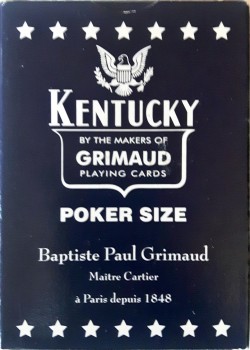 KENTUCKY
BY THE MAKERS OF
GRIMAUD
PLAYING CARDS
POKER SIZE
Baptiste Paul Grimaud
Maître Cartier
à Paris depuis 1848